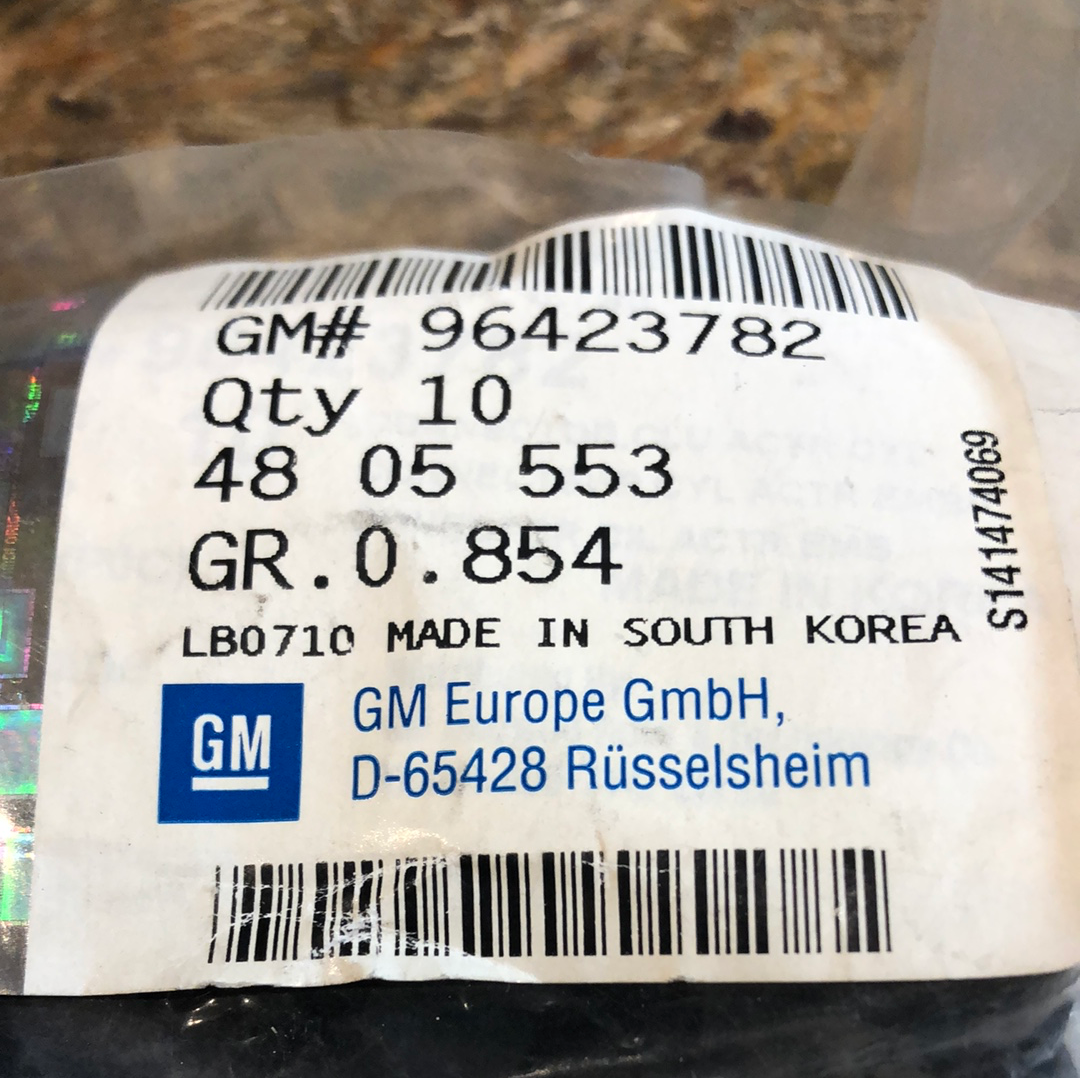 GM# 96423782
Qty 10
48 05 553
GR.0.854
LB0710 MADE IN SOUTH KOREA
S141474069
GM
GM Europe GmbH,
D-65428 Rüsselsheim